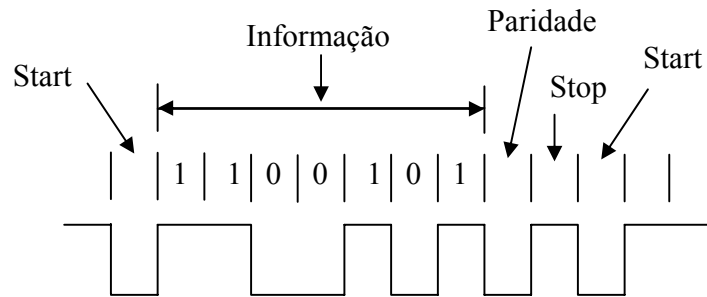 Informação
Paridade
Start
Stop
Start
1 1 0 0 1 0 1